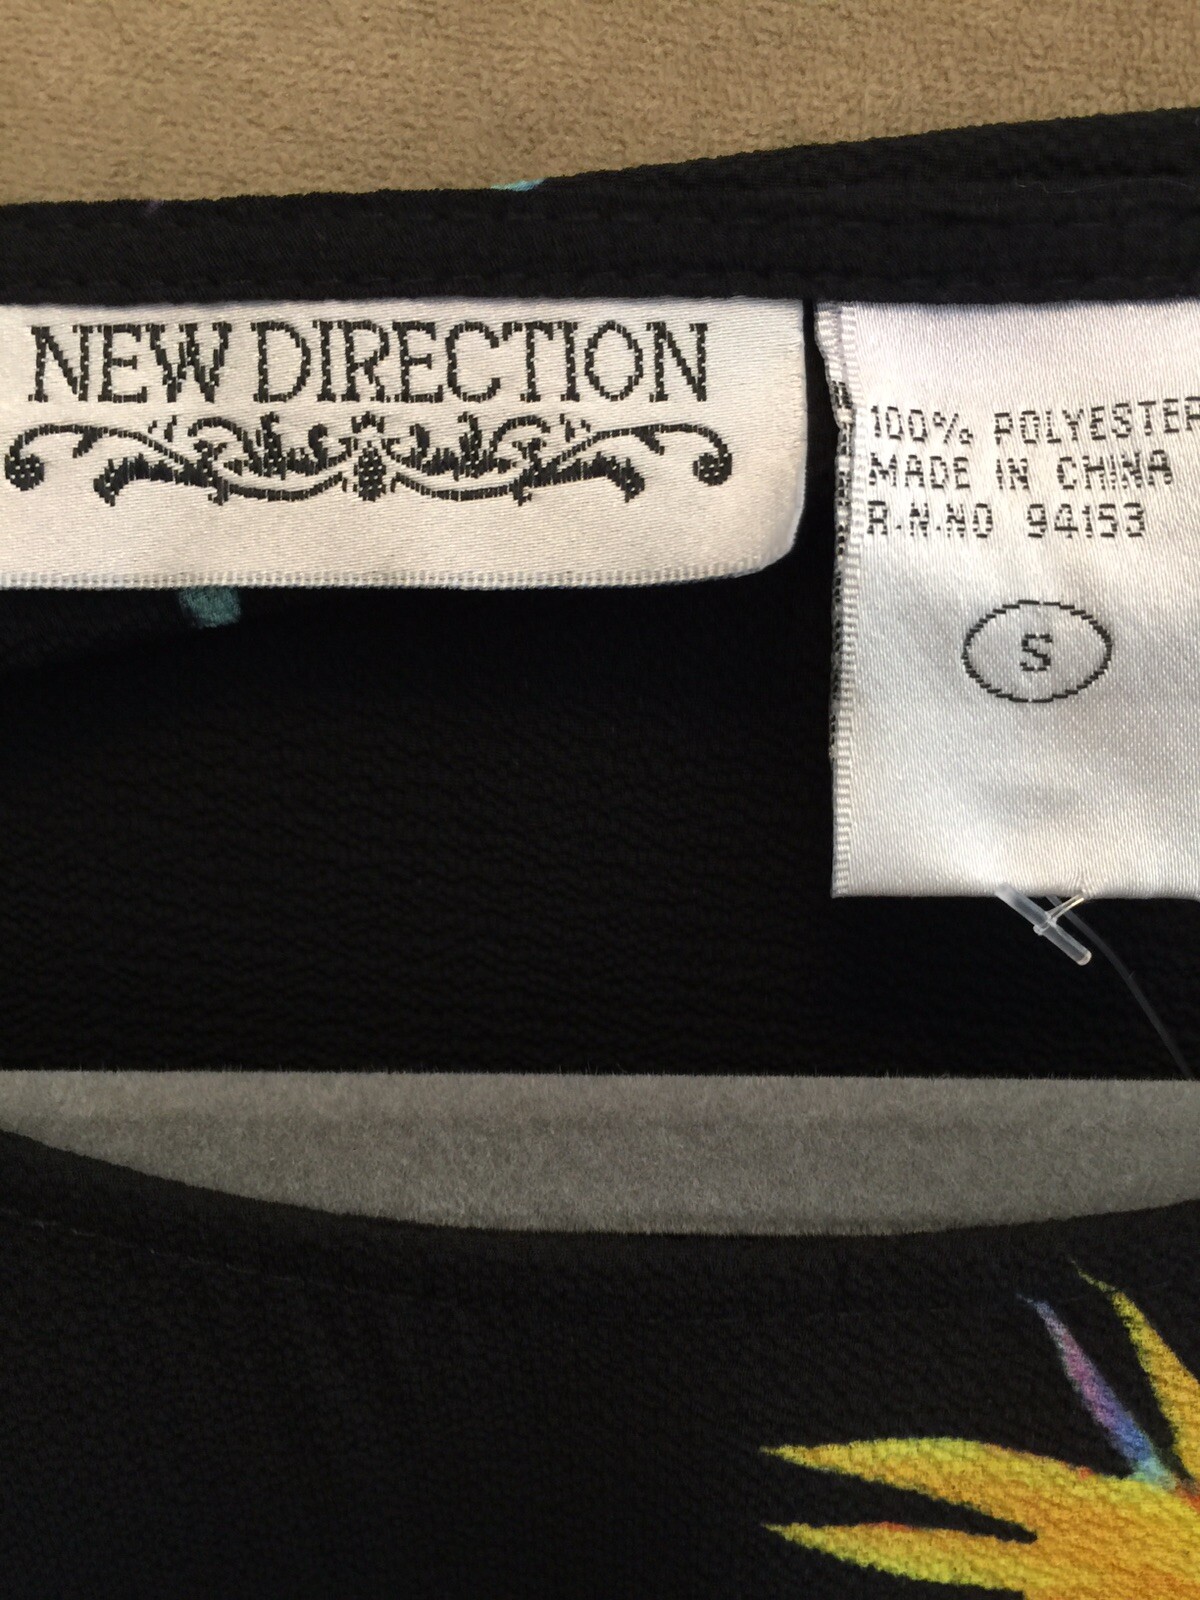 NEW DIRECTION
100% POLYESTER
MADE IN CHINA
R.N.NO 94153
S